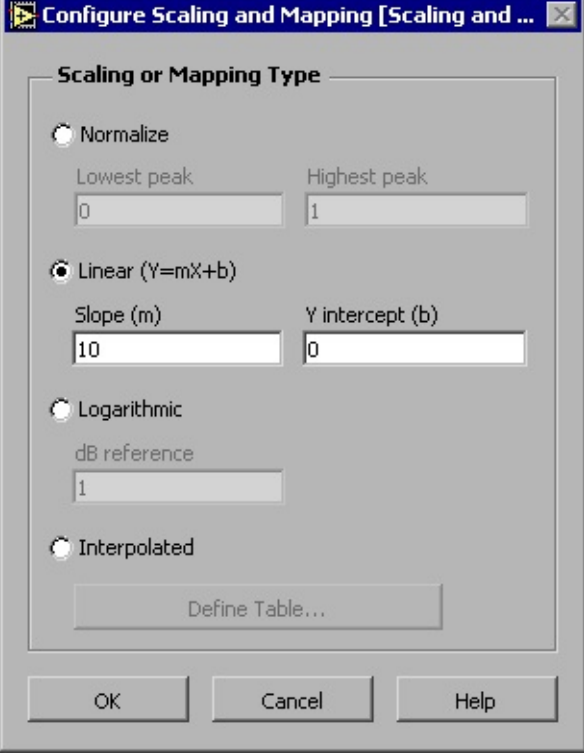 Configure Scaling and Mapping [Scaling and ...
Scaling or Mapping Type
Normalize
Lowest peak Highest peak
0 1
Linear (Y=mX+b)
Slope (m) Y intercept (b)
10 0
Logarithmic
dB reference
1
Interpolated
Define Table...
OK Cancel Help